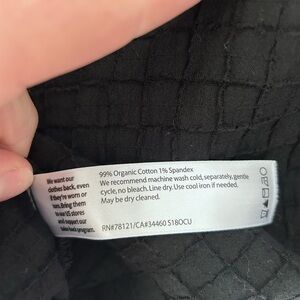 We want our
clothes back, even
if they're worn or
torn. Bring them
to our US stores
and support our
take back program.
99% Organic Cotton 1% Spandex
We recommend machine wash cold, separately, gentle
cycle, no bleach. Line dry. Use cool iron if needed.
May be dry cleaned.
RN#78121/CA#34460 S18OCU